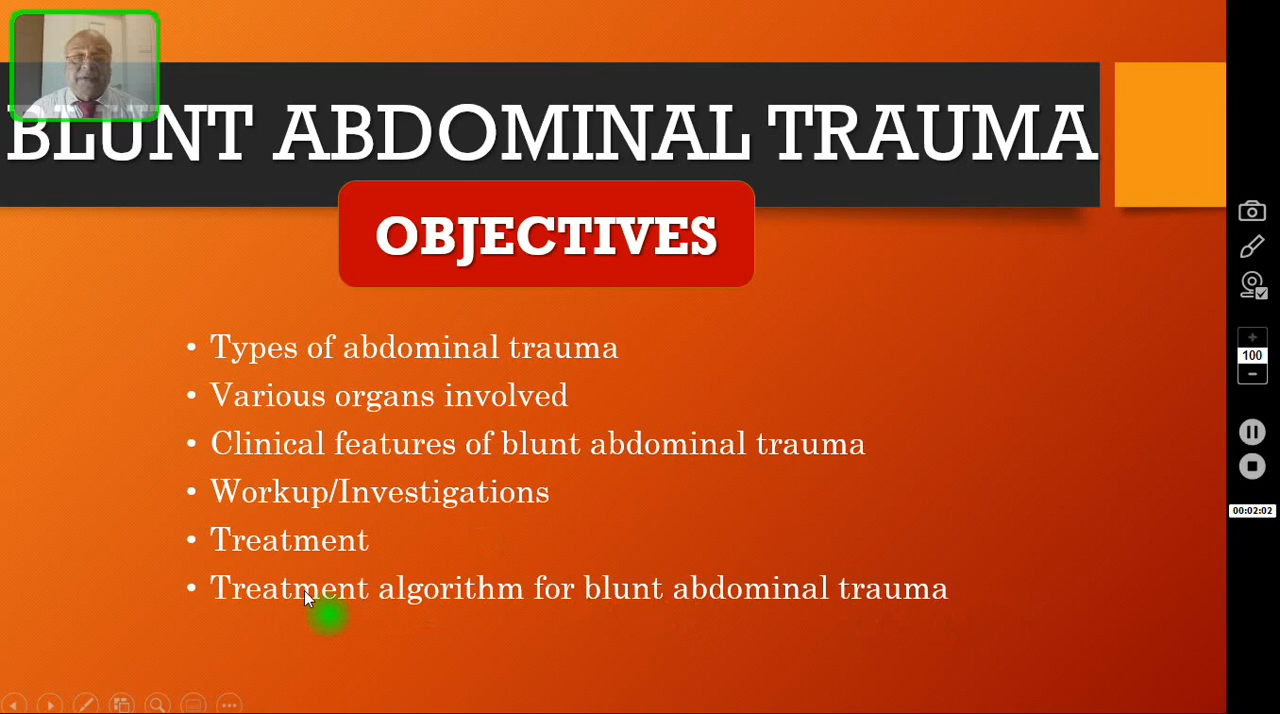 BLUNT ABDOMINAL TRAUMA
OBJECTIVES
• Types of abdominal trauma
• Various organs involved
• Clinical features of blunt abdominal trauma
• Workup/Investigations
• Treatment
• Treatment algorithm for blunt abdominal trauma
100
00:02:02